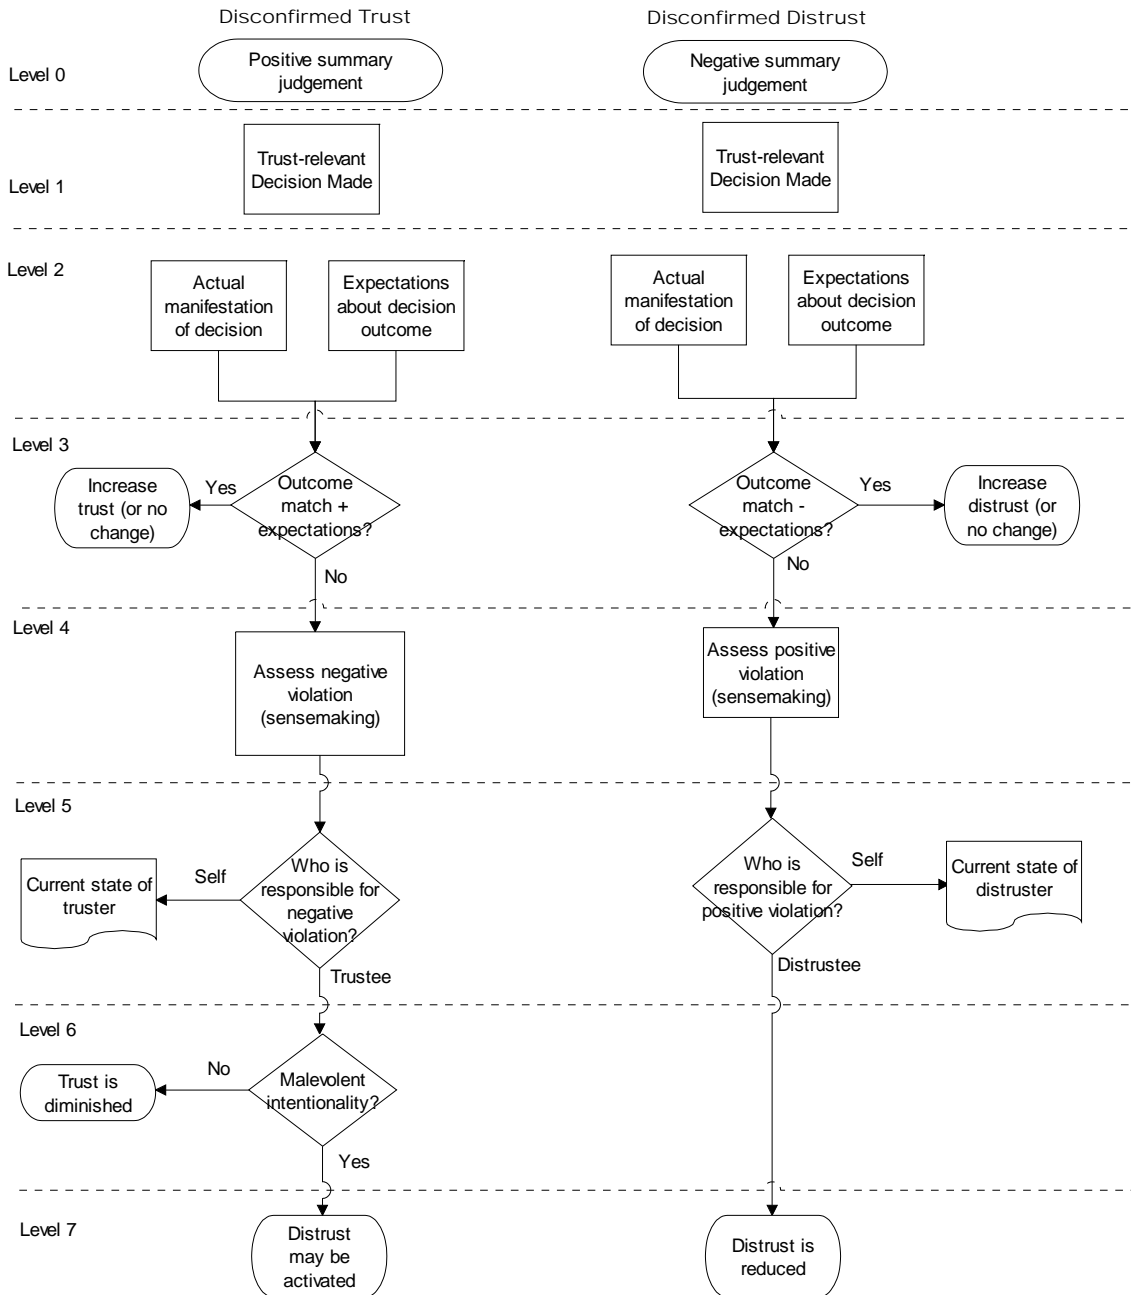 Disconfirmed Trust
Disconfirmed Distrust
Level 0
Positive summary
judgement
Negative summary
judgement
Level 1
Trust-relevant
Decision Made
Trust-relevant
Decision Made
Level 2
Actual
manifestation
of decision
Expectations
about decision
outcome
Actual
manifestation
of decision
Expectations
about decision
outcome
Level 3
Increase
trust (or no
change)
Yes
Outcome
match +
expectations?
No
Outcome
match -
expectations?
Yes
Increase
distrust (or
no change)
No
Level 4
Assess negative
violation
(sensemaking)
Assess positive
violation
(sensemaking)
Level 5
Current state of
truster
Self
Who is
responsible for
negative
violation?
Trustee
Who is
responsible for
positive violation?
Self
Current state of
distruster
Distrustee
Level 6
Trust is
diminished
No
Malevolent
intentionality?
Yes
Level 7
Distrust
may be
activated
Distrust is
reduced